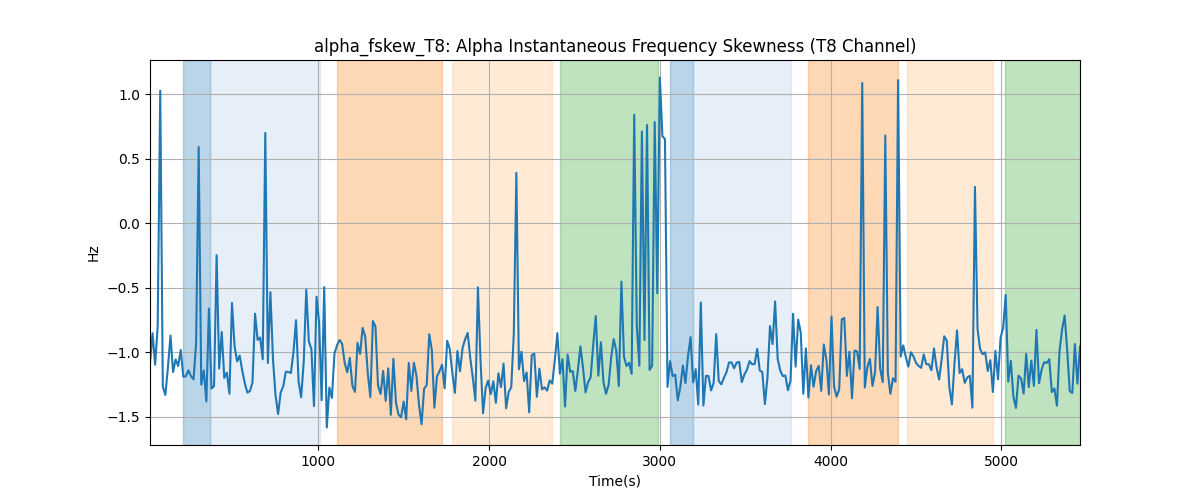 alpha_fskew_T8: Alpha Instantaneous Frequency Skewness (T8 Channel)
1.0
0.5
0.0
−0.5
−1.0
−1.5
Hz
1000 2000 3000 4000 5000
Time(s)